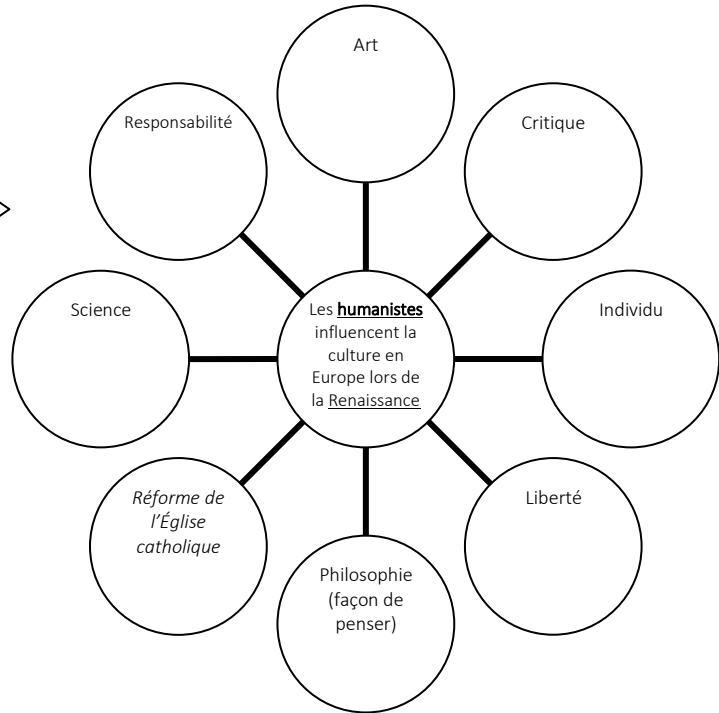 Art
Responsabilité
Critique
Science
Les humanistes
influencent la
culture en
Europe lors de
la Renaissance
Individu
Réforme de
l'Église
catholique
Liberté
Philosophie
(façon de
penser)